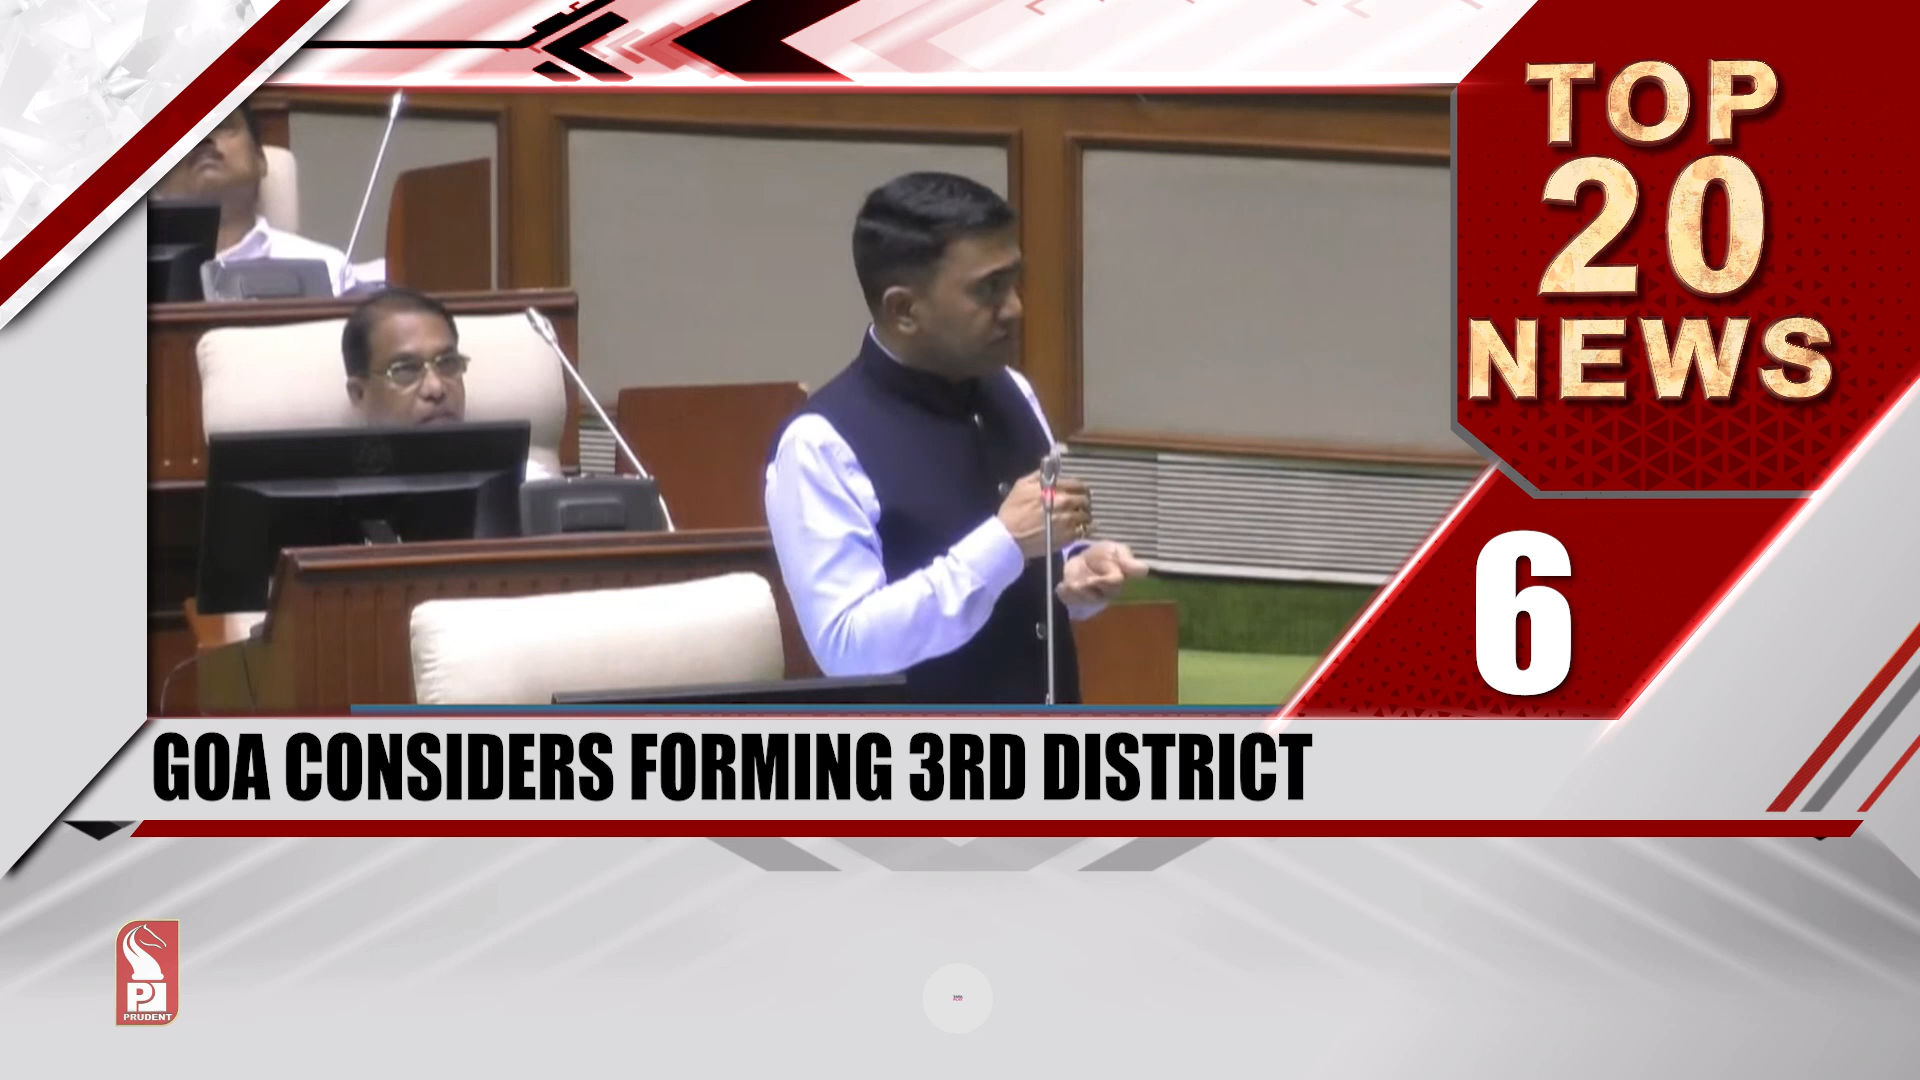 TOP
20
NEWS
6
GOA CONSIDERS FORMING 3RD DISTRICT
PRUDENT